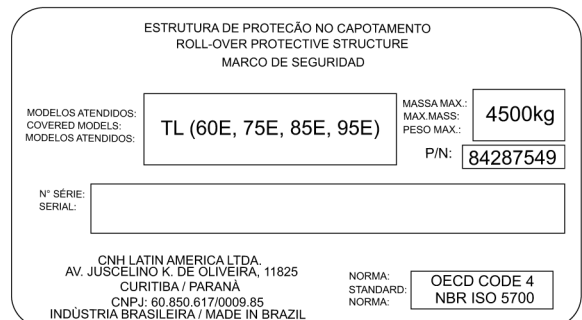 ESTRUTURA DE PROTECÃO NO CAPOTAMENTO
ROLL-OVER PROTECTIVE STRUCTURE
MARCO DE SEGURIDAD
MODELOS ATENDIDOS:
COVERED MODELS:
MODELOS ATENDIDOS:
TL (60E, 75E, 85E, 95E)
MASSA MAX.:
MAX.MASS:
PESO MAX.:
4500kg
P/N: 84287549
N° SÉRIE:
SERIAL:
CNH LATIN AMERICA LTDA.
AV. JUSCELINO K. DE OLIVEIRA, 11825
CURITIBA / PARANÀ
CNPJ: 60.850.617/0009.85
INDÙSTRIA BRASILEIRA / MADE IN BRAZIL
NORMA:
STANDARD:
NORMA:
OECD CODE 4
NBR ISO 5700